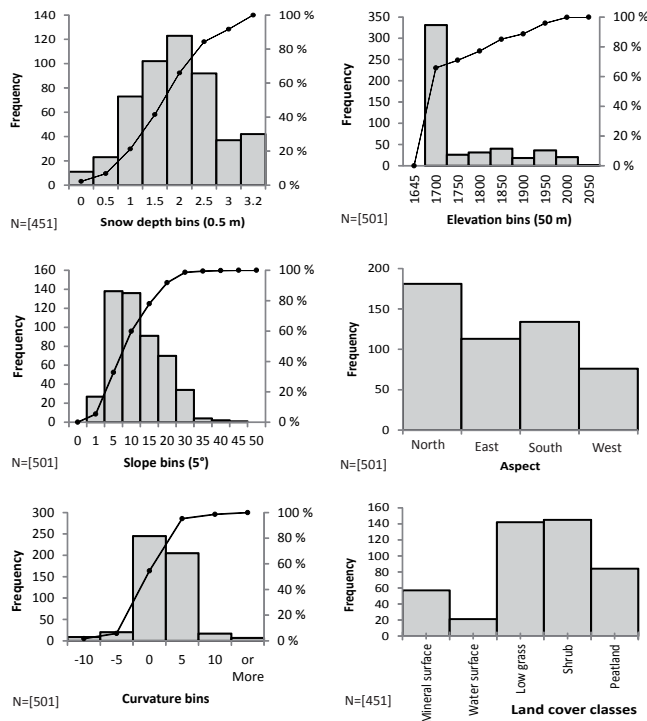 140
120
100
80
60
40
20
0
100 %
80 %
60 %
40 %
20 %
0 %
Frequency
0 0.5 1 1.5 2 2.5 3 3.2
N=[451]
Snow depth bins (0.5 m)
350
300
250
200
150
100
50
0
100 %
80 %
60 %
40 %
20 %
0 %
Frequency
1645 1700 1750 1800 1850 1900 1950 2000 2050
N=[501]
Elevation bins (50 m)
160
140
120
100
80
60
40
20
0
100 %
80 %
60 %
40 %
20 %
0 %
Frequency
0 1 5 10 15 20 30 35 40 45 50
N=[501]
Slope bins (5°)
200
150
100
50
0
Frequency
North East South West
N=[501]
Aspect
300
250
200
150
100
50
0
100 %
80 %
60 %
40 %
20 %
0 %
Frequency
-10 -5 0 5 10 or
More
N=[501]
Curvature bins
160
140
120
100
80
60
40
20
0
Frequency
Mineral surface
Water surface
Low grass
Shrub
Peatland
N=[451]
Land cover classes